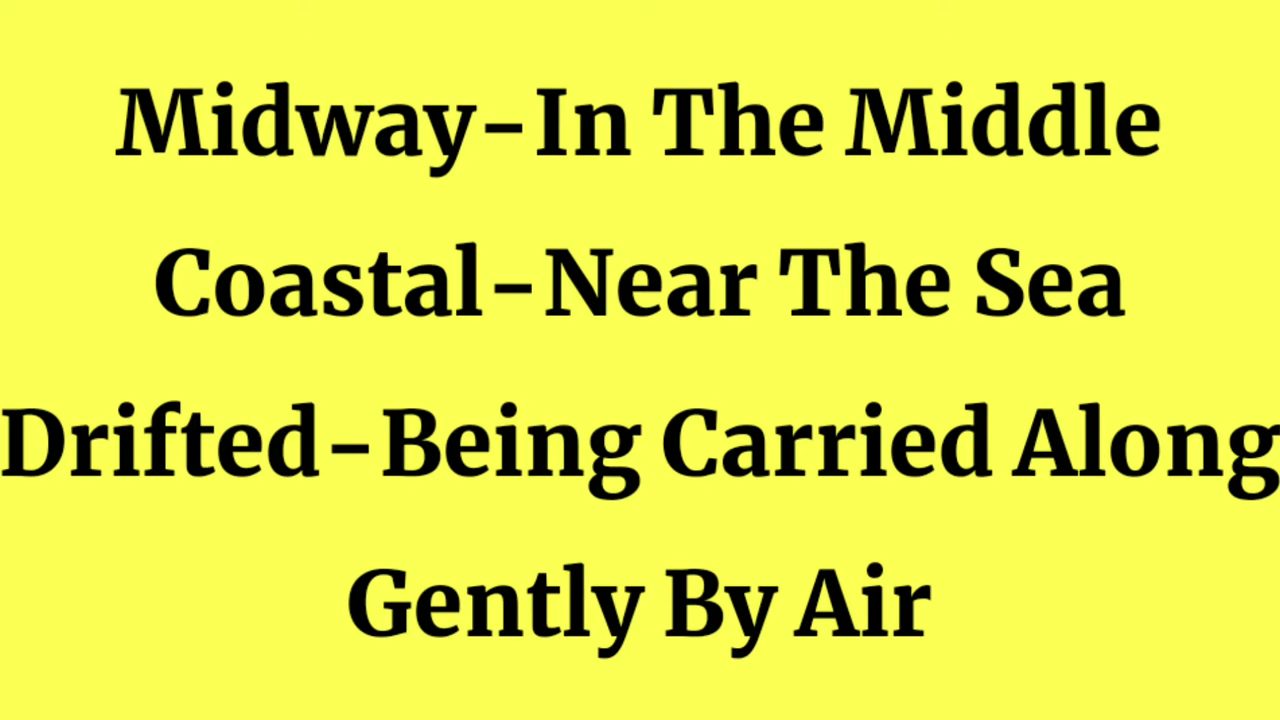 Midway-In The Middle
Coastal-Near The Sea
Drifted-Being Carried Along
Gently By Air